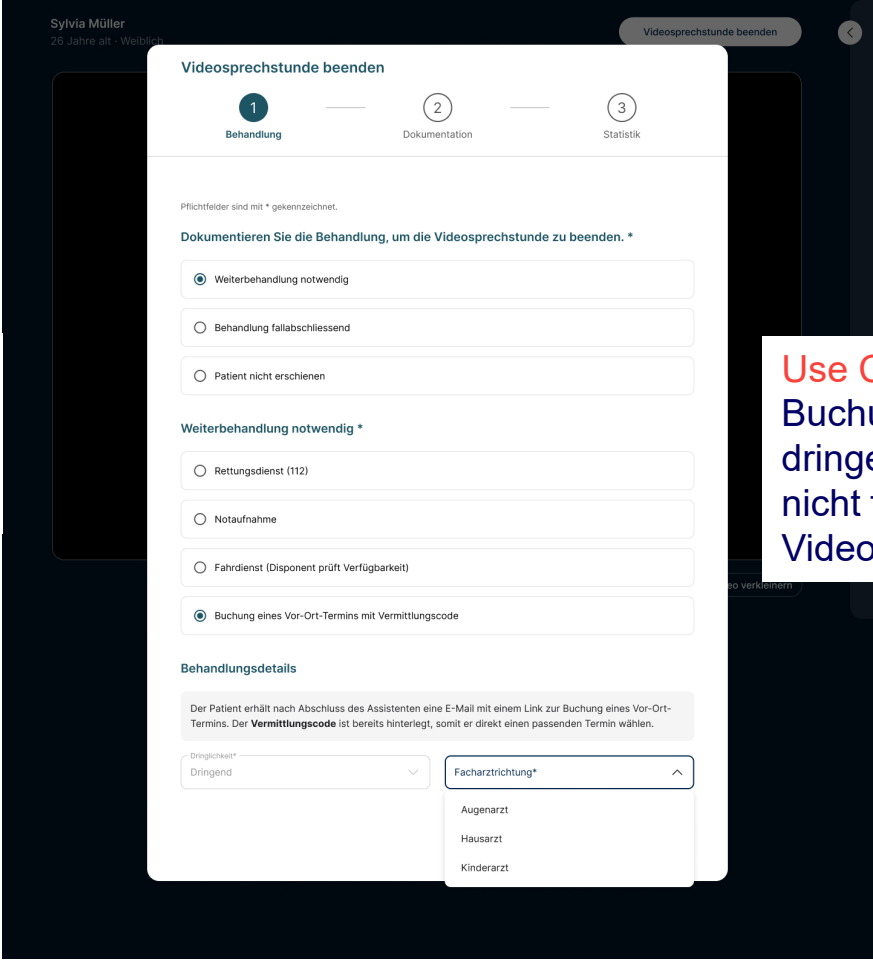 Sylvia Müller
26 Jahre alt · Weiblich
Videosprechstunde beenden
Videosprechstunde beenden
1
2
3
Behandlung
Dokumentation
Statistik
Pflichtfelder sind mit * gekennzeichnet.
Dokumentieren Sie die Behandlung, um die Videosprechstunde zu beenden. *
Weiterbehandlung notwendig
Behandlung fallabschliessend
Patient nicht erschienen
Weiterbehandlung notwendig *
Rettungsdienst (112)
Notaufnahme
Fahrdienst (Disponent prüft Verfügbarkeit)
Buchung eines Vor-Ort-Termins mit Vermittlungscode
Behandlungsdetails
Der Patient erhält nach Abschluss des Assistenten eine E-Mail mit einem Link zur Buchung eines Vor-Ort-
Termins. Der Vermittlungscode ist bereits hinterlegt, somit er direkt einen passenden Termin wählen.
Dringlichkeit*
Dringend
Facharztrichtung*
Augenarzt
Hausarzt
Kinderarzt
Use
nicht
Video
verkleinern